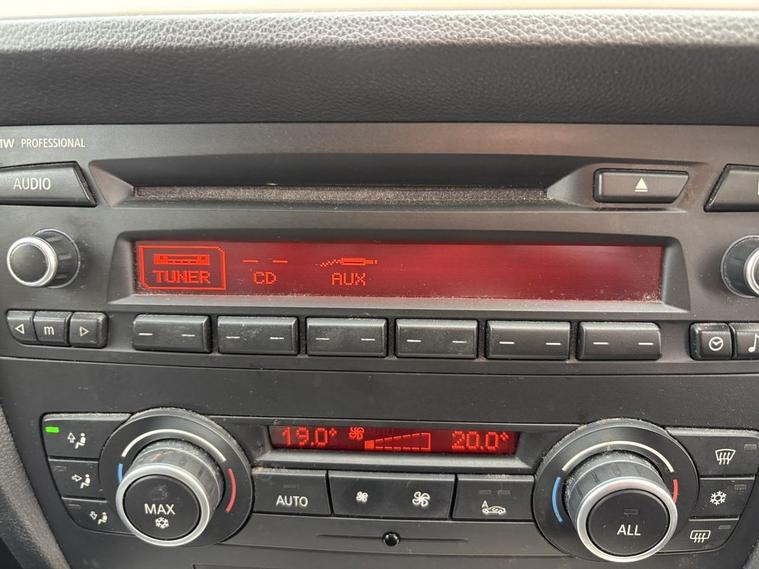 PROFESSIONAL
AUDIO
TUNER CD AUX
m
19.0° 20.0°
AUTO
A
MAX
ALL